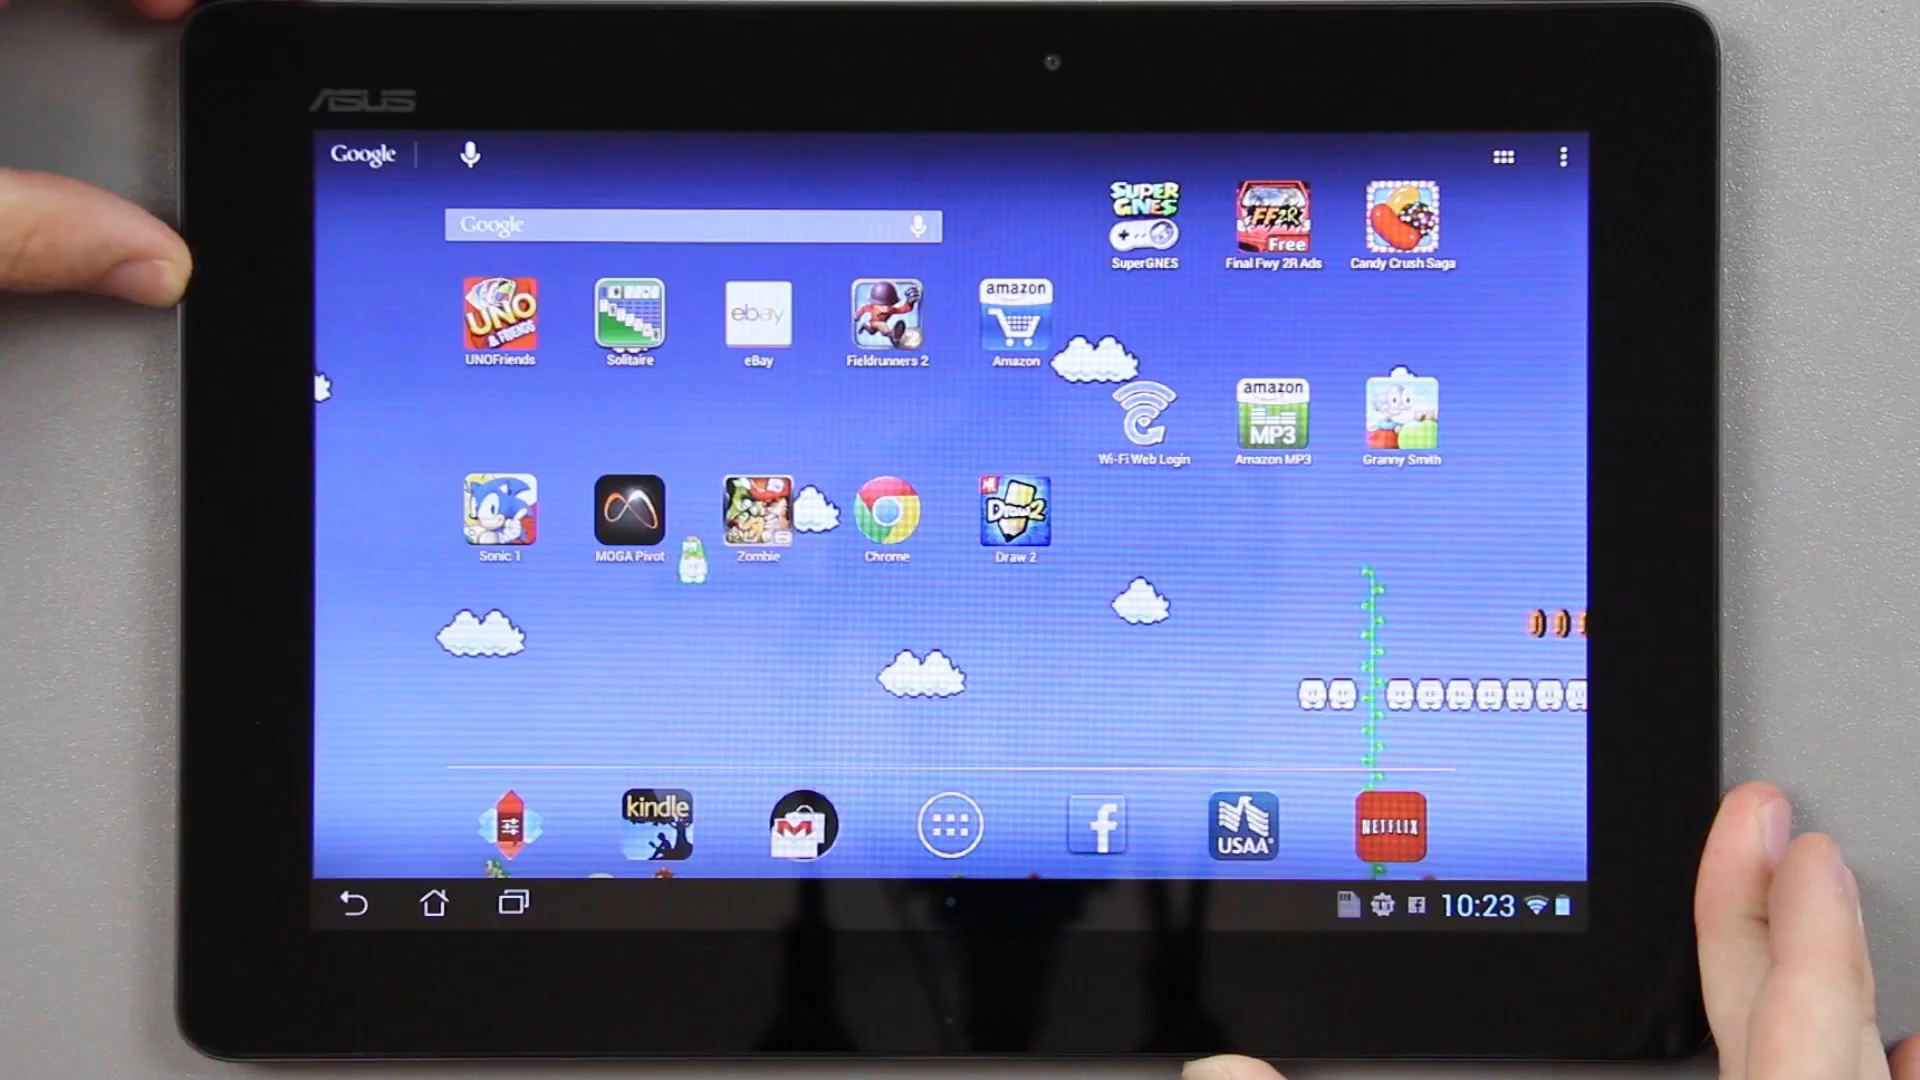 ASUS
Google
Google
SUPER
GNES
SuperGNES
FF2R
Free
Final Fwy 2R Ads
Candy Crush Saga
UNO
& FRIENDS
UNOFriends
Solitaire
ebay
eBay
Fieldrunners 2
amazon
Amazon
Wi-Fi Web Login
amazon
MP3
Amazon MP3
Granny Smith
Sonic 1
MOGA Pivot
Zombie
Chrome
Draw 2
Draw 2
kindle
USAA
NETFLIX
10:23